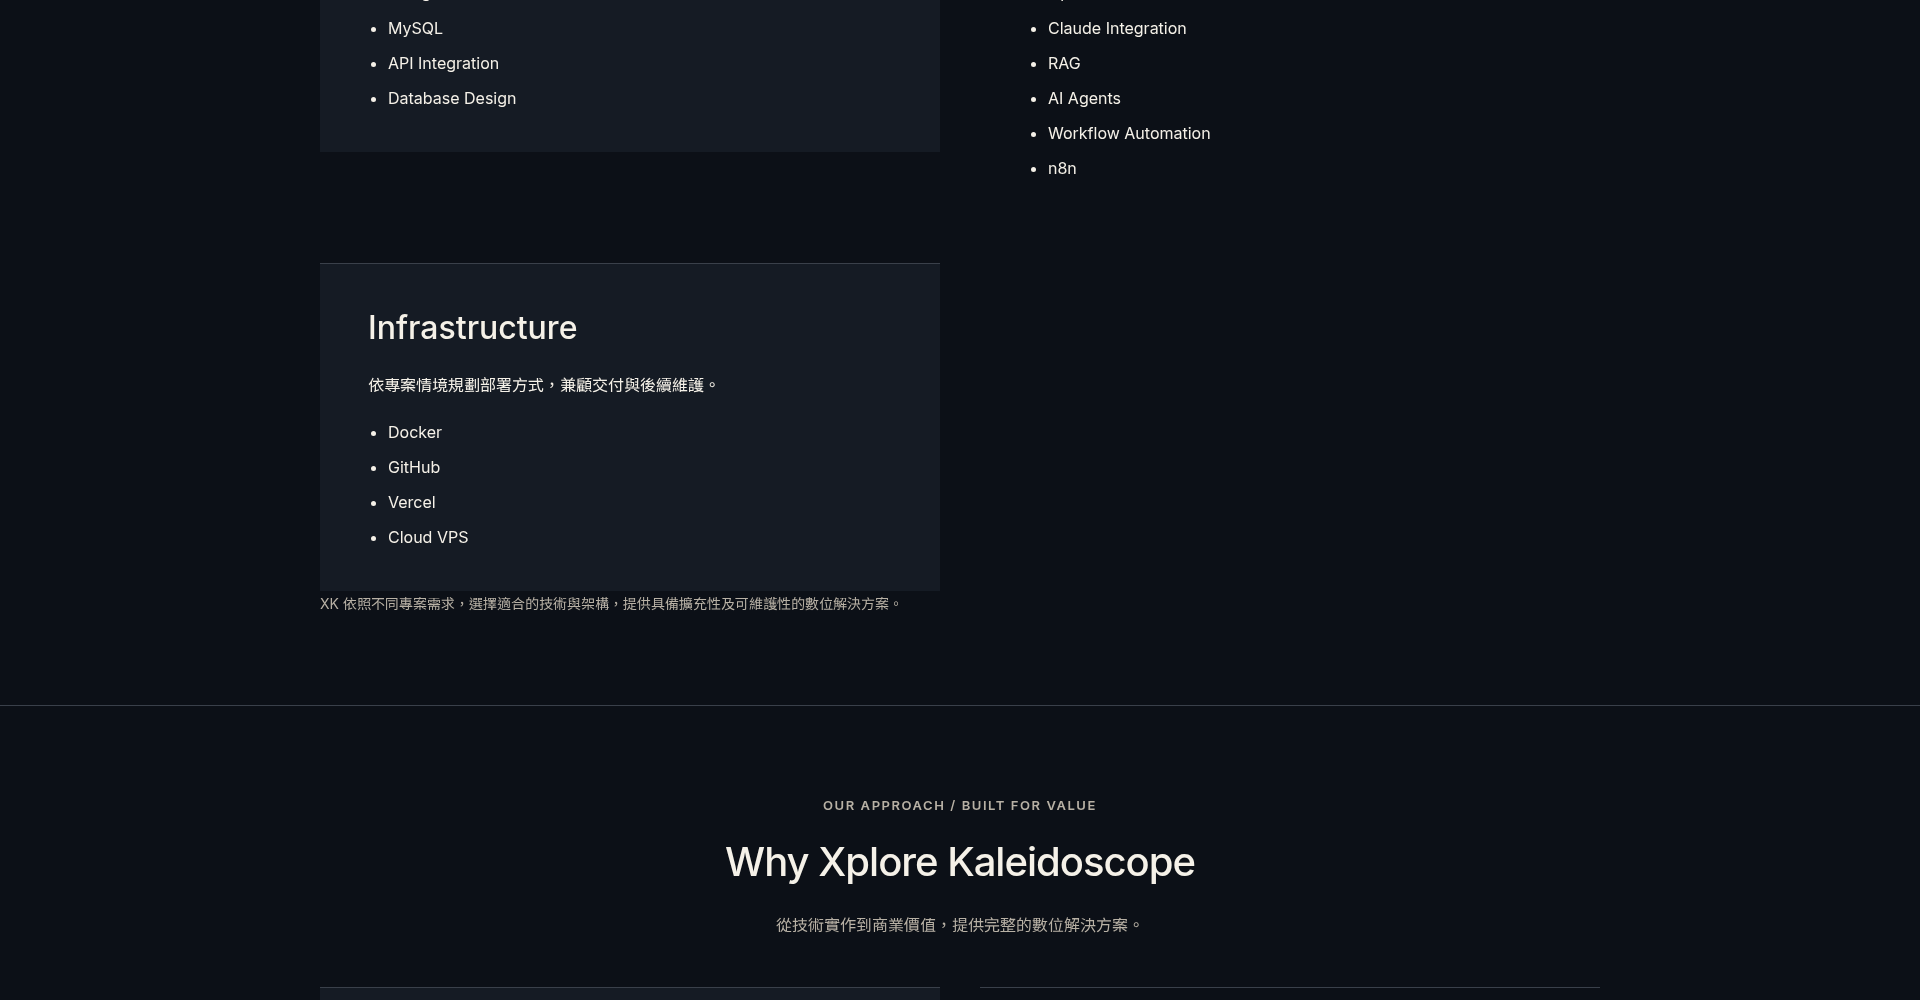 MySQL
API Integration
Database Design
Claude Integration
RAG
AI Agents
Workflow Automation
n8n
Infrastructure
依專案情境規劃部署方式，兼顧交付與後續維護。
Docker
GitHub
Vercel
Cloud VPS
XK 依照不同專案需求，選擇適合的技術與架構，提供具備擴充性及可維護性的數位解決方案。
OUR APPROACH / BUILT FOR VALUE
Why Xplore Kaleidoscope
從技術實作到商業價值，提供完整的數位解決方案。